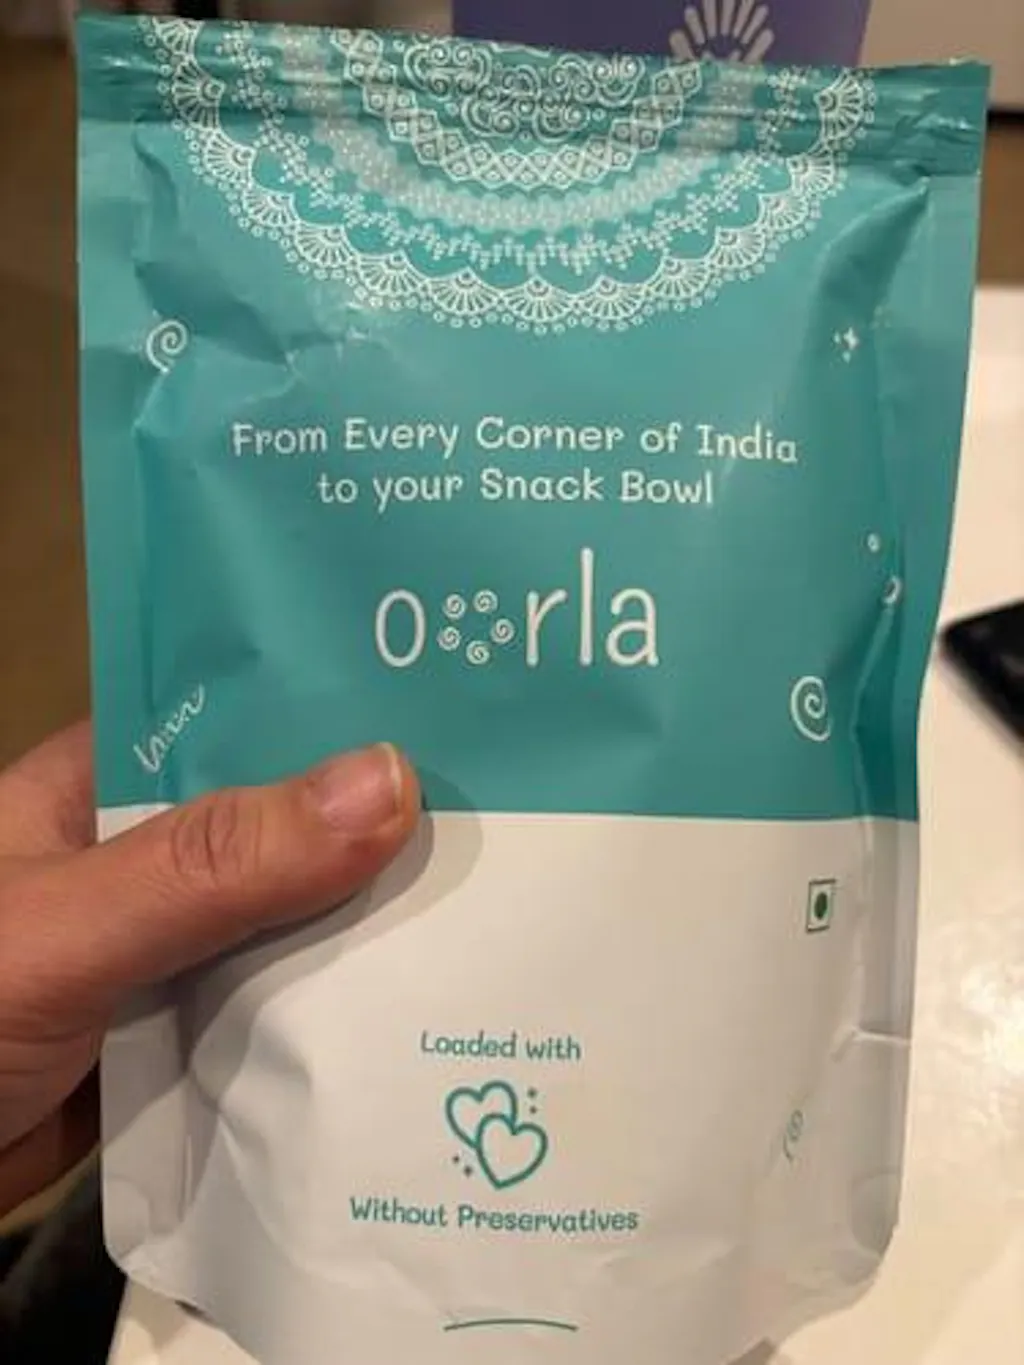 From Every Corner of India
to your Snack Bowl
oorla
Loaded with
Without Preservatives